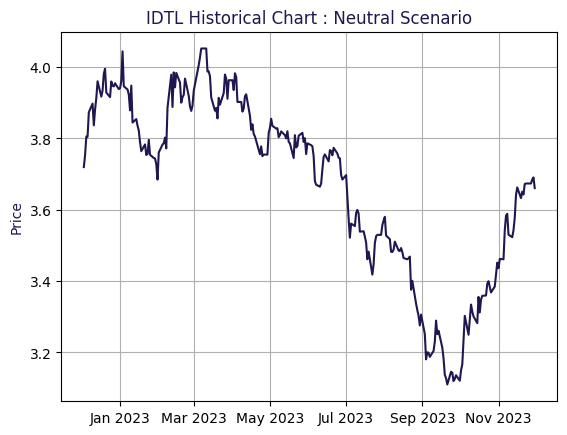 IDTL Historical Chart : Neutral Scenario
Price
4.0
3.8
3.6
3.4
3.2
Jan 2023 Mar 2023 May 2023 Jul 2023 Sep 2023 Nov 2023